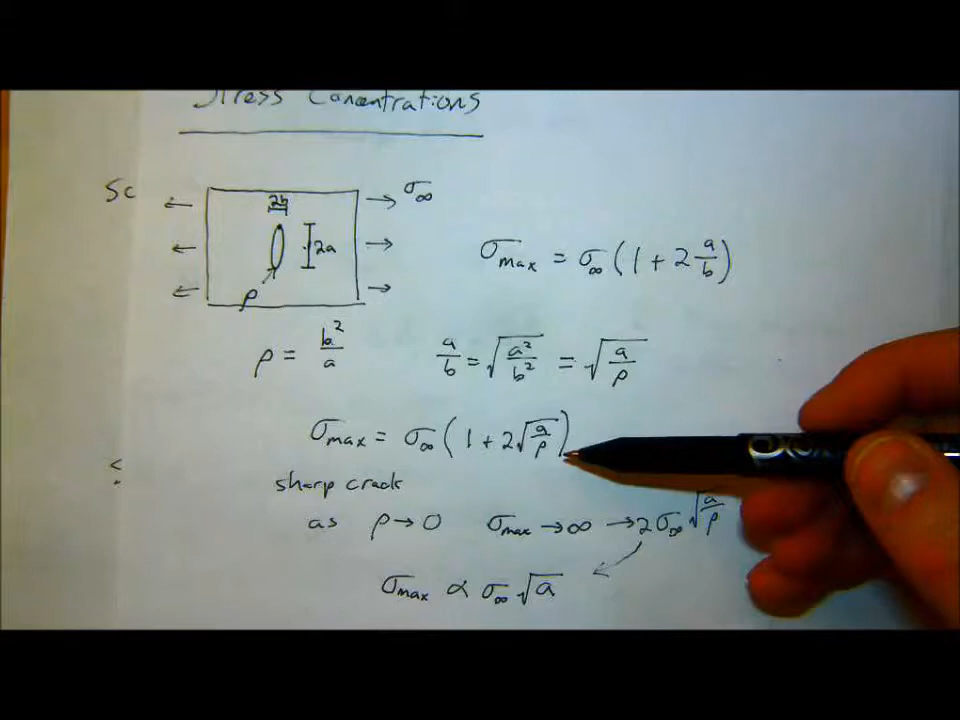 Stress Concentrations
Sc
σ∞
2b
2a
ρ
σmax = σ∞ (1 + 2 a/b)
ρ = b²/a
a/b = √(a²/b²) = √(a/ρ)
σmax = σ∞ (1 + 2√(a/ρ))
sharp crack
as ρ → 0 σmax → ∞ → 2σ∞ √(a/ρ)
σmax ∝ σ∞ √a